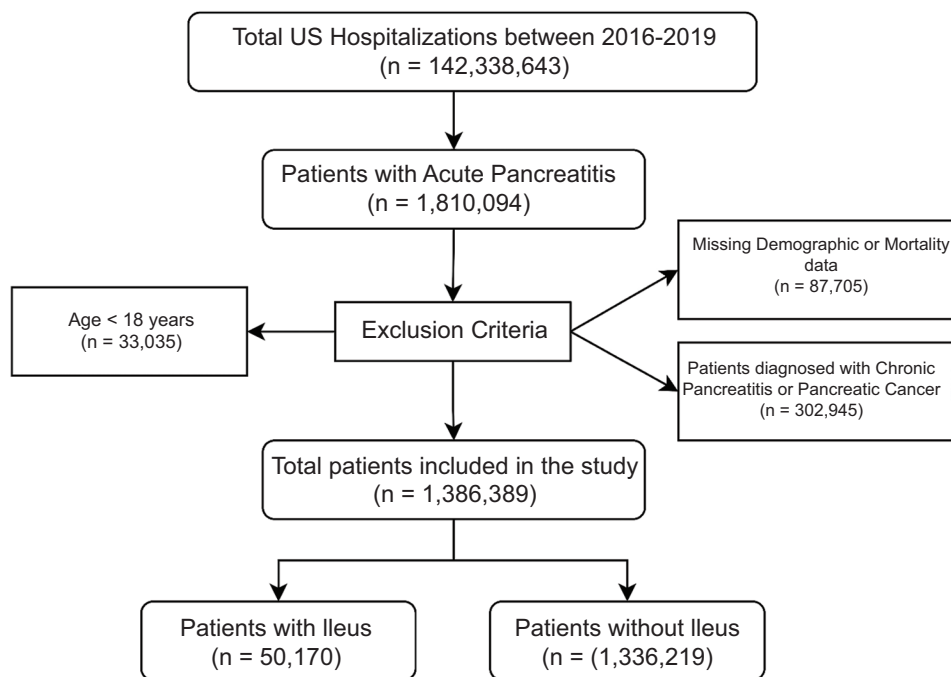 Total US Hospitalizations between 2016-2019
(n = 142,338,643)
Patients with Acute Pancreatitis
(n = 1,810,094)
Missing Demographic or Mortality
data
(n = 87,705)
Age < 18 years
(n = 33,035)
Exclusion Criteria
Patients diagnosed with Chronic
Pancreatitis or Pancreatic Cancer
(n = 302,945)
Total patients included in the study
(n = 1,386,389)
Patients with Ileus
(n = 50,170)
Patients without Ileus
n = (1,336,219)